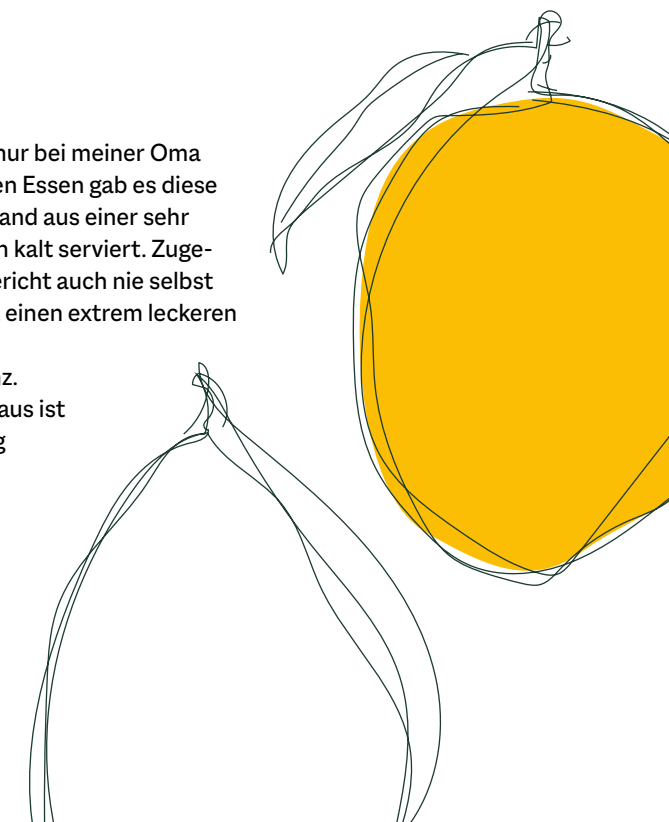 nur bei meiner Oma
en Essen gab es diese
and aus einer sehr
n kalt serviert. Zuge-
ericht auch nie selbst
einen extrem leckeren
z.
aus ist
g